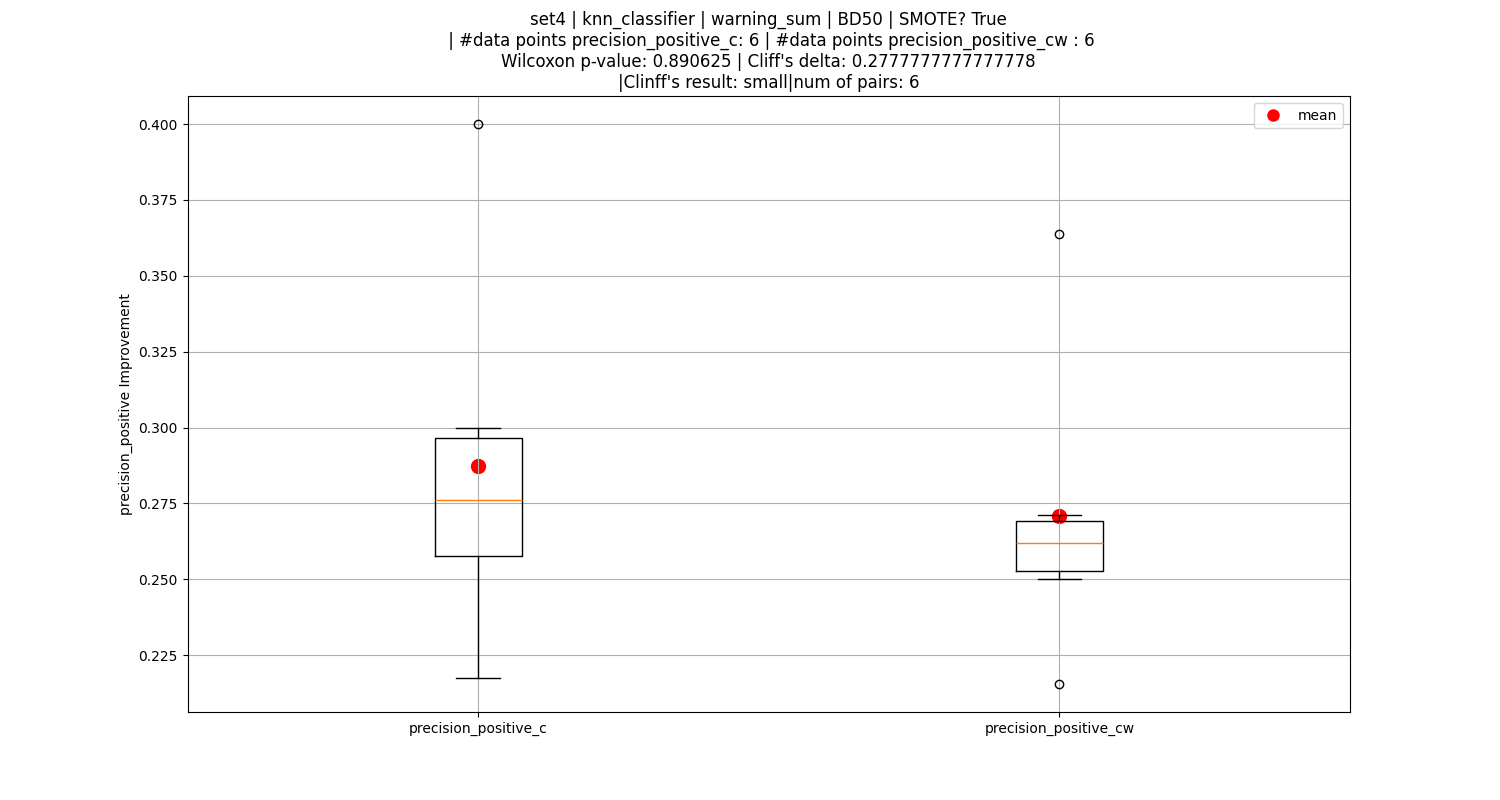 set4 | knn_classifier | warning_sum | BD50 | SMOTE? True
| #data points precision_positive_c: 6 | #data points precision_positive_cw : 6
Wilcoxon p-value: 0.890625 | Cliff's delta: 0.2777777777777778
|Clinff's result: small|num of pairs: 6
mean
0.400
0.375
0.350
0.325
0.300
0.275
0.250
0.225
precision_positive Improvement
precision_positive_c
precision_positive_cw